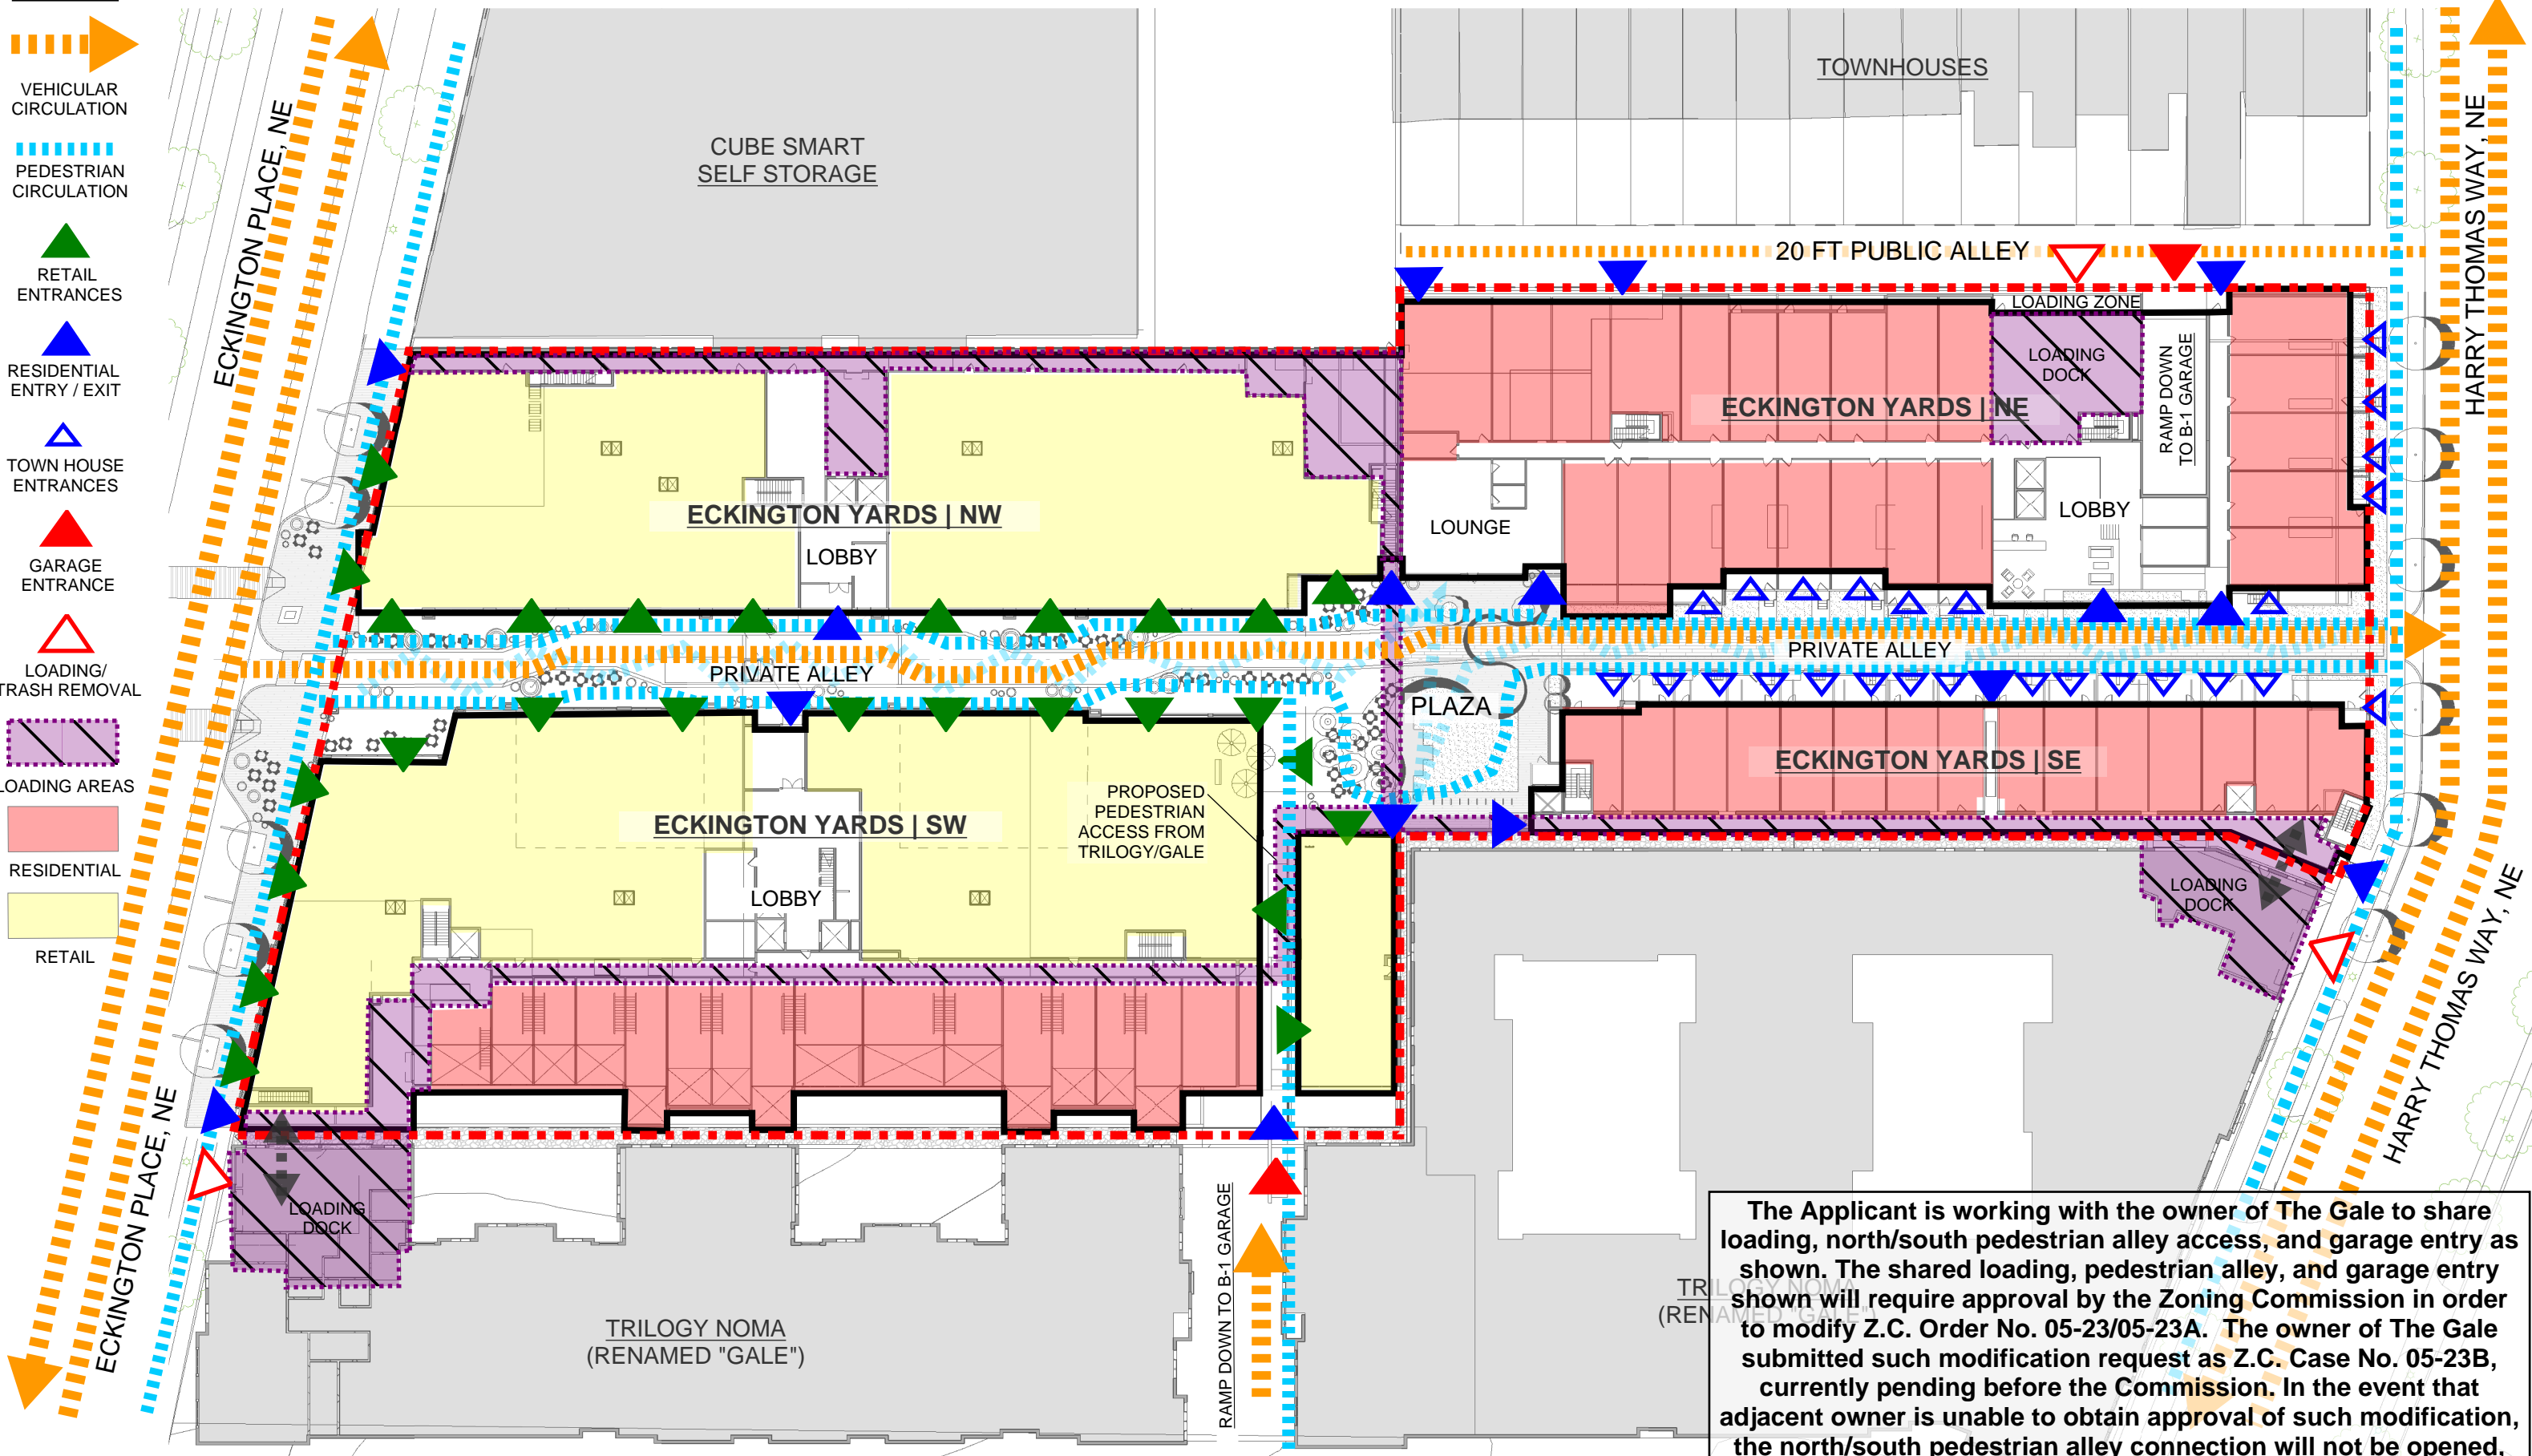 VEHICULAR
CIRCULATION
PEDESTRIAN
CIRCULATION
RETAIL
ENTRANCES
RESIDENTIAL
ENTRY / EXIT
TOWN HOUSE
ENTRANCES
GARAGE
ENTRANCE
LOADING/
TRASH REMOVAL
LOADING AREAS
RESIDENTIAL
RETAIL
ECKINGTON PLACE, NE
CUBE SMART
SELF STORAGE
TOWNHOUSES
HARRY THOMAS WAY, NE
20 FT PUBLIC ALLEY
LOADING ZONE
LOADING
DOCK
RAMP DOWN
TO B-1 GARAGE
ECKINGTON YARDS | NE
ECKINGTON YARDS | NW
LOBBY
LOUNGE
LOBBY
PRIVATE ALLEY
PRIVATE ALLEY
PLAZA
ECKINGTON YARDS | SE
PROPOSED
PEDESTRIAN
ACCESS FROM
TRILOGY/GALE
ECKINGTON YARDS | SW
LOBBY
LOADING
DOCK
HARRY THOMAS WAY, NE
ECKINGTON PLACE, NE
LOADING
DOCK
RAMP DOWN TO B-1 GARAGE
TRILOGY NOMA
(RENAMED "GALE")
TRILOGY NOMA
(RENAMED "GALE")
The Applicant is working with the owner of The Gale to share
loading, north/south pedestrian alley access, and garage entry as
shown. The shared loading, pedestrian alley, and garage entry
shown will require approval by the Zoning Commission in order
to modify Z.C. Order No. 05-23/05-23A. The owner of The Gale
submitted such modification request as Z.C. Case No. 05-23B,
currently pending before the Commission. In the event that
adjacent owner is unable to obtain approval of such modification,
the north/south pedestrian alley connection will not be opened,